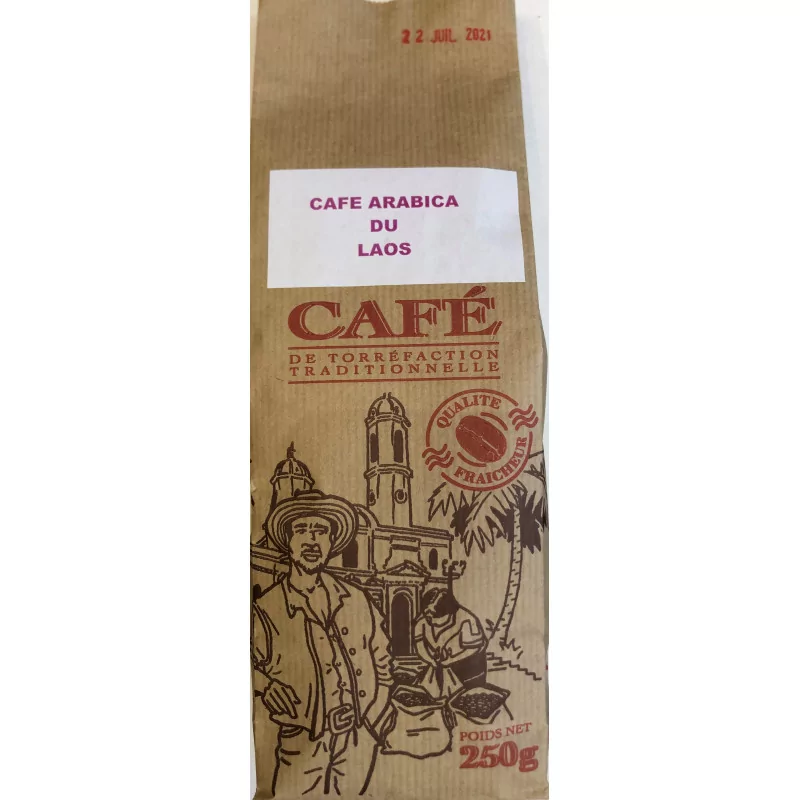 22 JUIL. 2021
CAFE ARABICA
DU
LAOS
CAFÉ
DE TORRÉFACTION
TRADITIONNELLE
QUALITE
FRAICHEUR
POIDS NET
250g